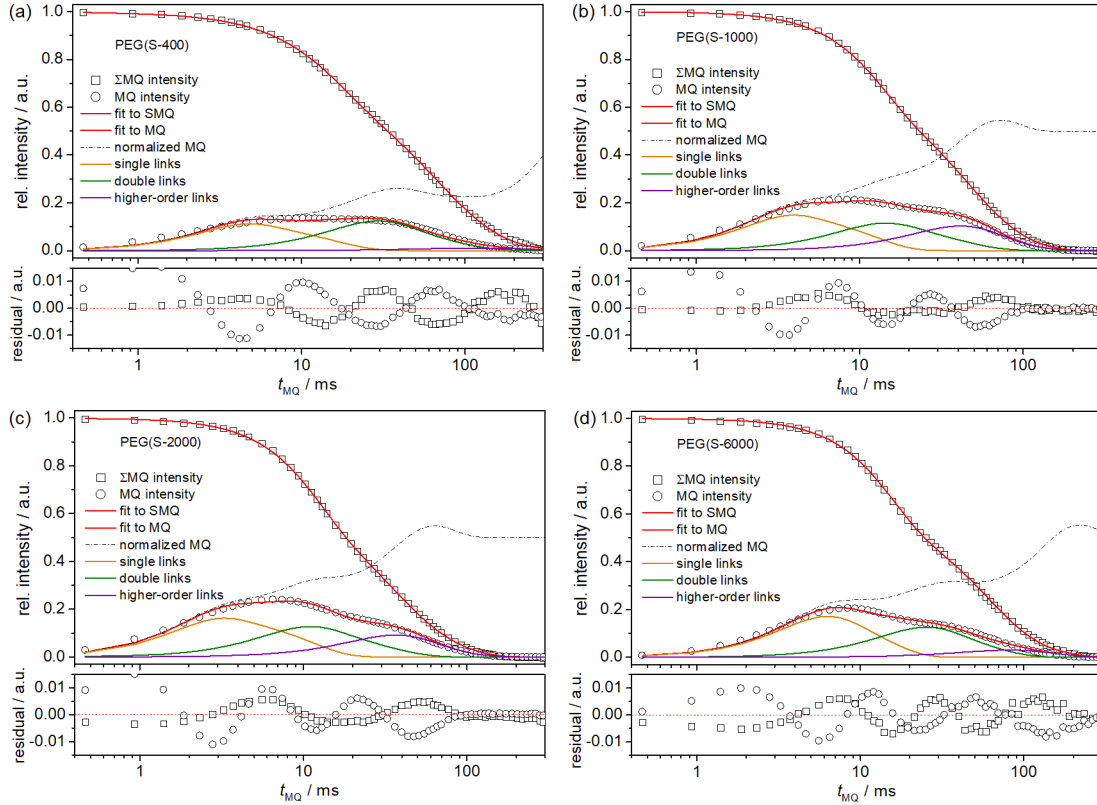 (a)
PEG(S-400)
ΣMQ intensity
MQ intensity
fit to SMQ
fit to MQ
normalized MQ
single links
double links
higher-order links
rel. intensity / a.u.
1.0
0.8
0.6
0.4
0.2
0.0
residual / a.u.
0.01
0.00
-0.01
1
10
100
tMQ / ms
(b)
PEG(S-1000)
ΣMQ intensity
MQ intensity
fit to SMQ
fit to MQ
normalized MQ
single links
double links
higher-order links
rel. intensity / a.u.
1.0
0.8
0.6
0.4
0.2
0.0
residual / a.u.
0.01
0.00
-0.01
1
10
100
tMQ / ms
(c)
PEG(S-2000)
ΣMQ intensity
MQ intensity
fit to SMQ
fit to MQ
normalized MQ
single links
double links
higher-order links
rel. intensity / a.u.
1.0
0.8
0.6
0.4
0.2
0.0
residual / a.u.
0.01
0.00
-0.01
1
10
100
tMQ / ms
(d)
PEG(S-6000)
ΣMQ intensity
MQ intensity
fit to SMQ
fit to MQ
normalized MQ
single links
double links
higher-order links
rel. intensity / a.u.
1.0
0.8
0.6
0.4
0.2
0.0
residual / a.u.
0.01
0.00
-0.01
1
10
100
tMQ / ms